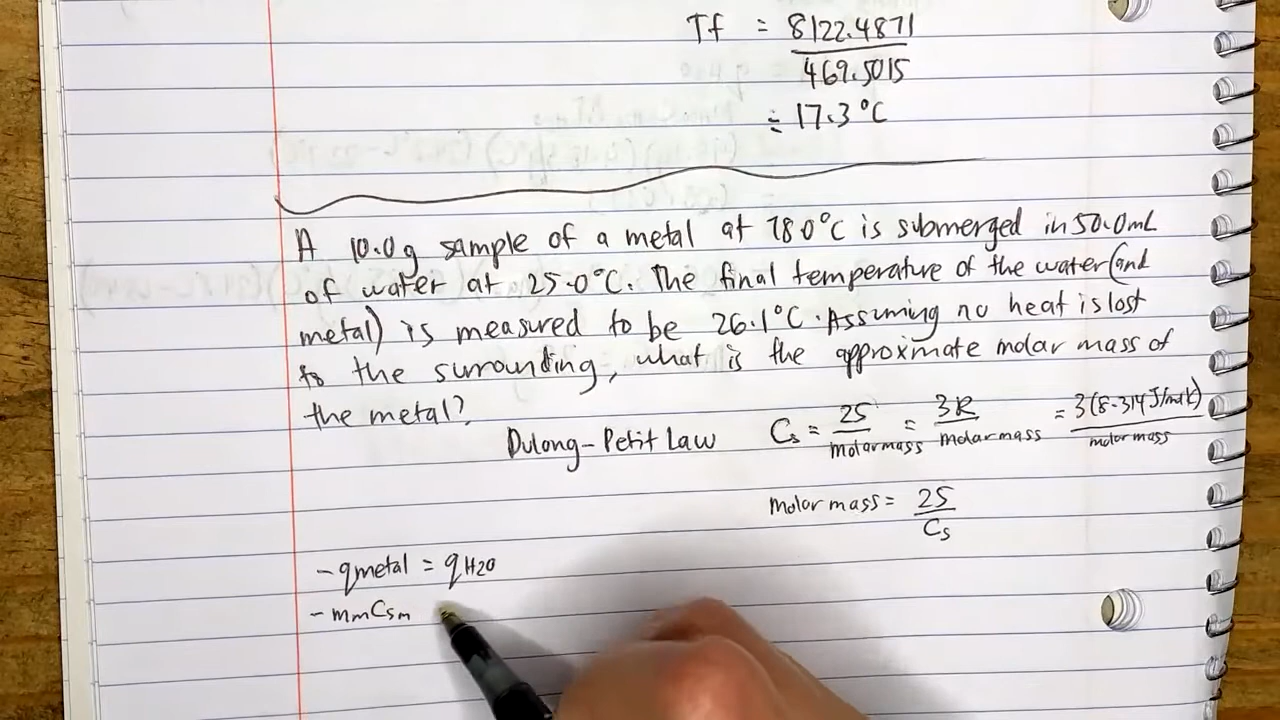 Tf = 8122.4871
469.5015
= 17.3°C
A 10.0g sample of a metal at 78.0°C is submerged in 50.0mL
of water at 25.0°C. The final temperature of the water (and
metal) is measured to be 26.1°C. Assuming no heat is lost
to the surrounding, what is the approximate molar mass of
the metal?
Dulong-Petit Law Cs = 25/molar mass = 3R/molar mass = 3(8.314 J/molK)/molar mass
molar mass = 25/Cs
-qmetal = qH2O
-mmCsm